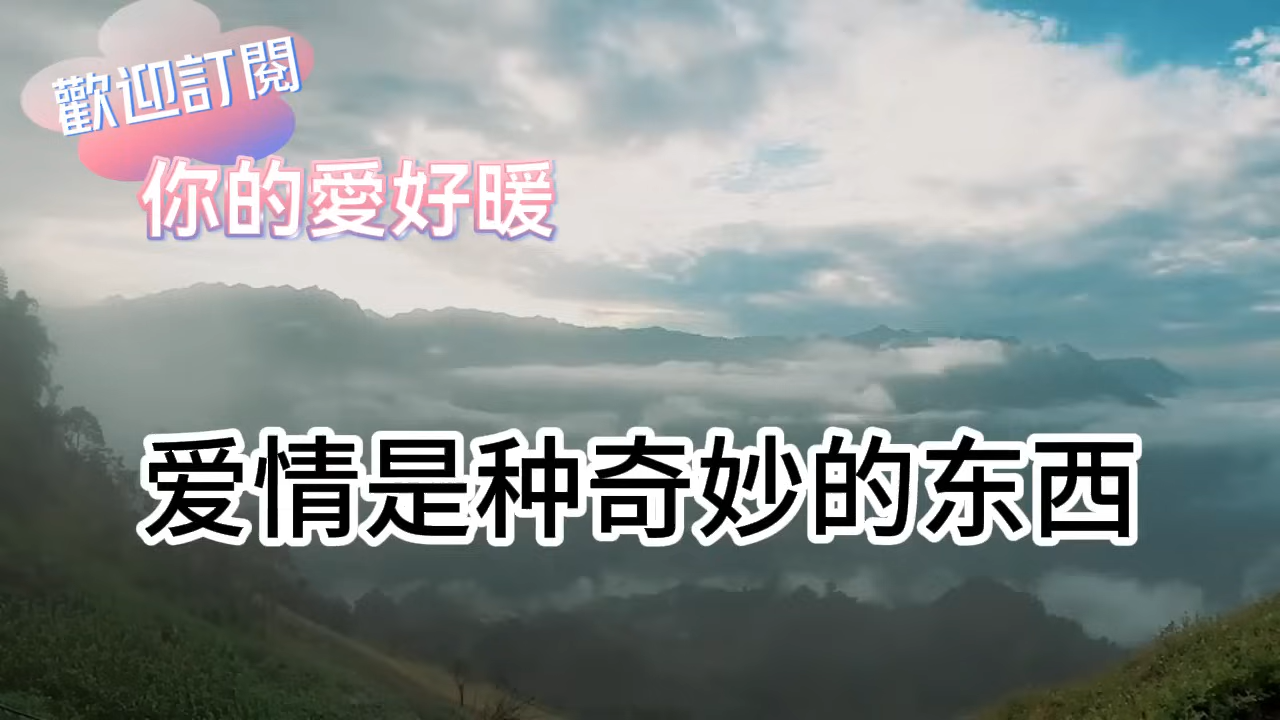 歡迎訂閱
你的愛好暖
爱情是种奇妙的东西